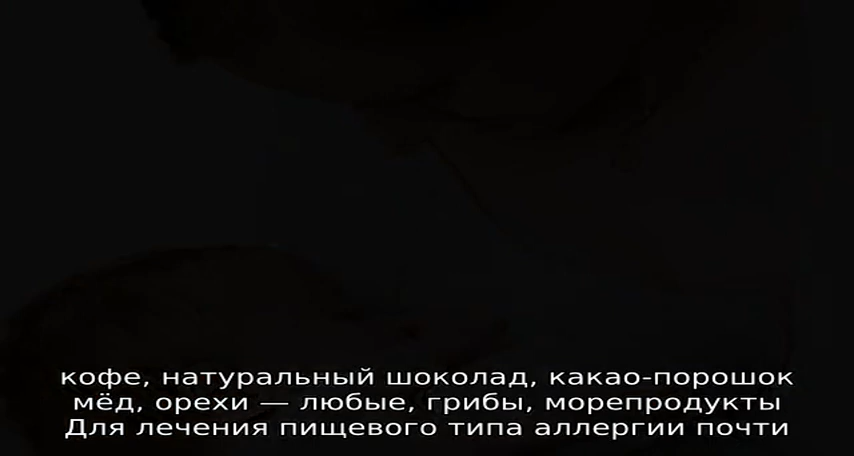 кофе, натуральный шоколад, какао-порошок
мёд, орехи — любые, грибы, морепродукты
Для лечения пищевого типа аллергии почти